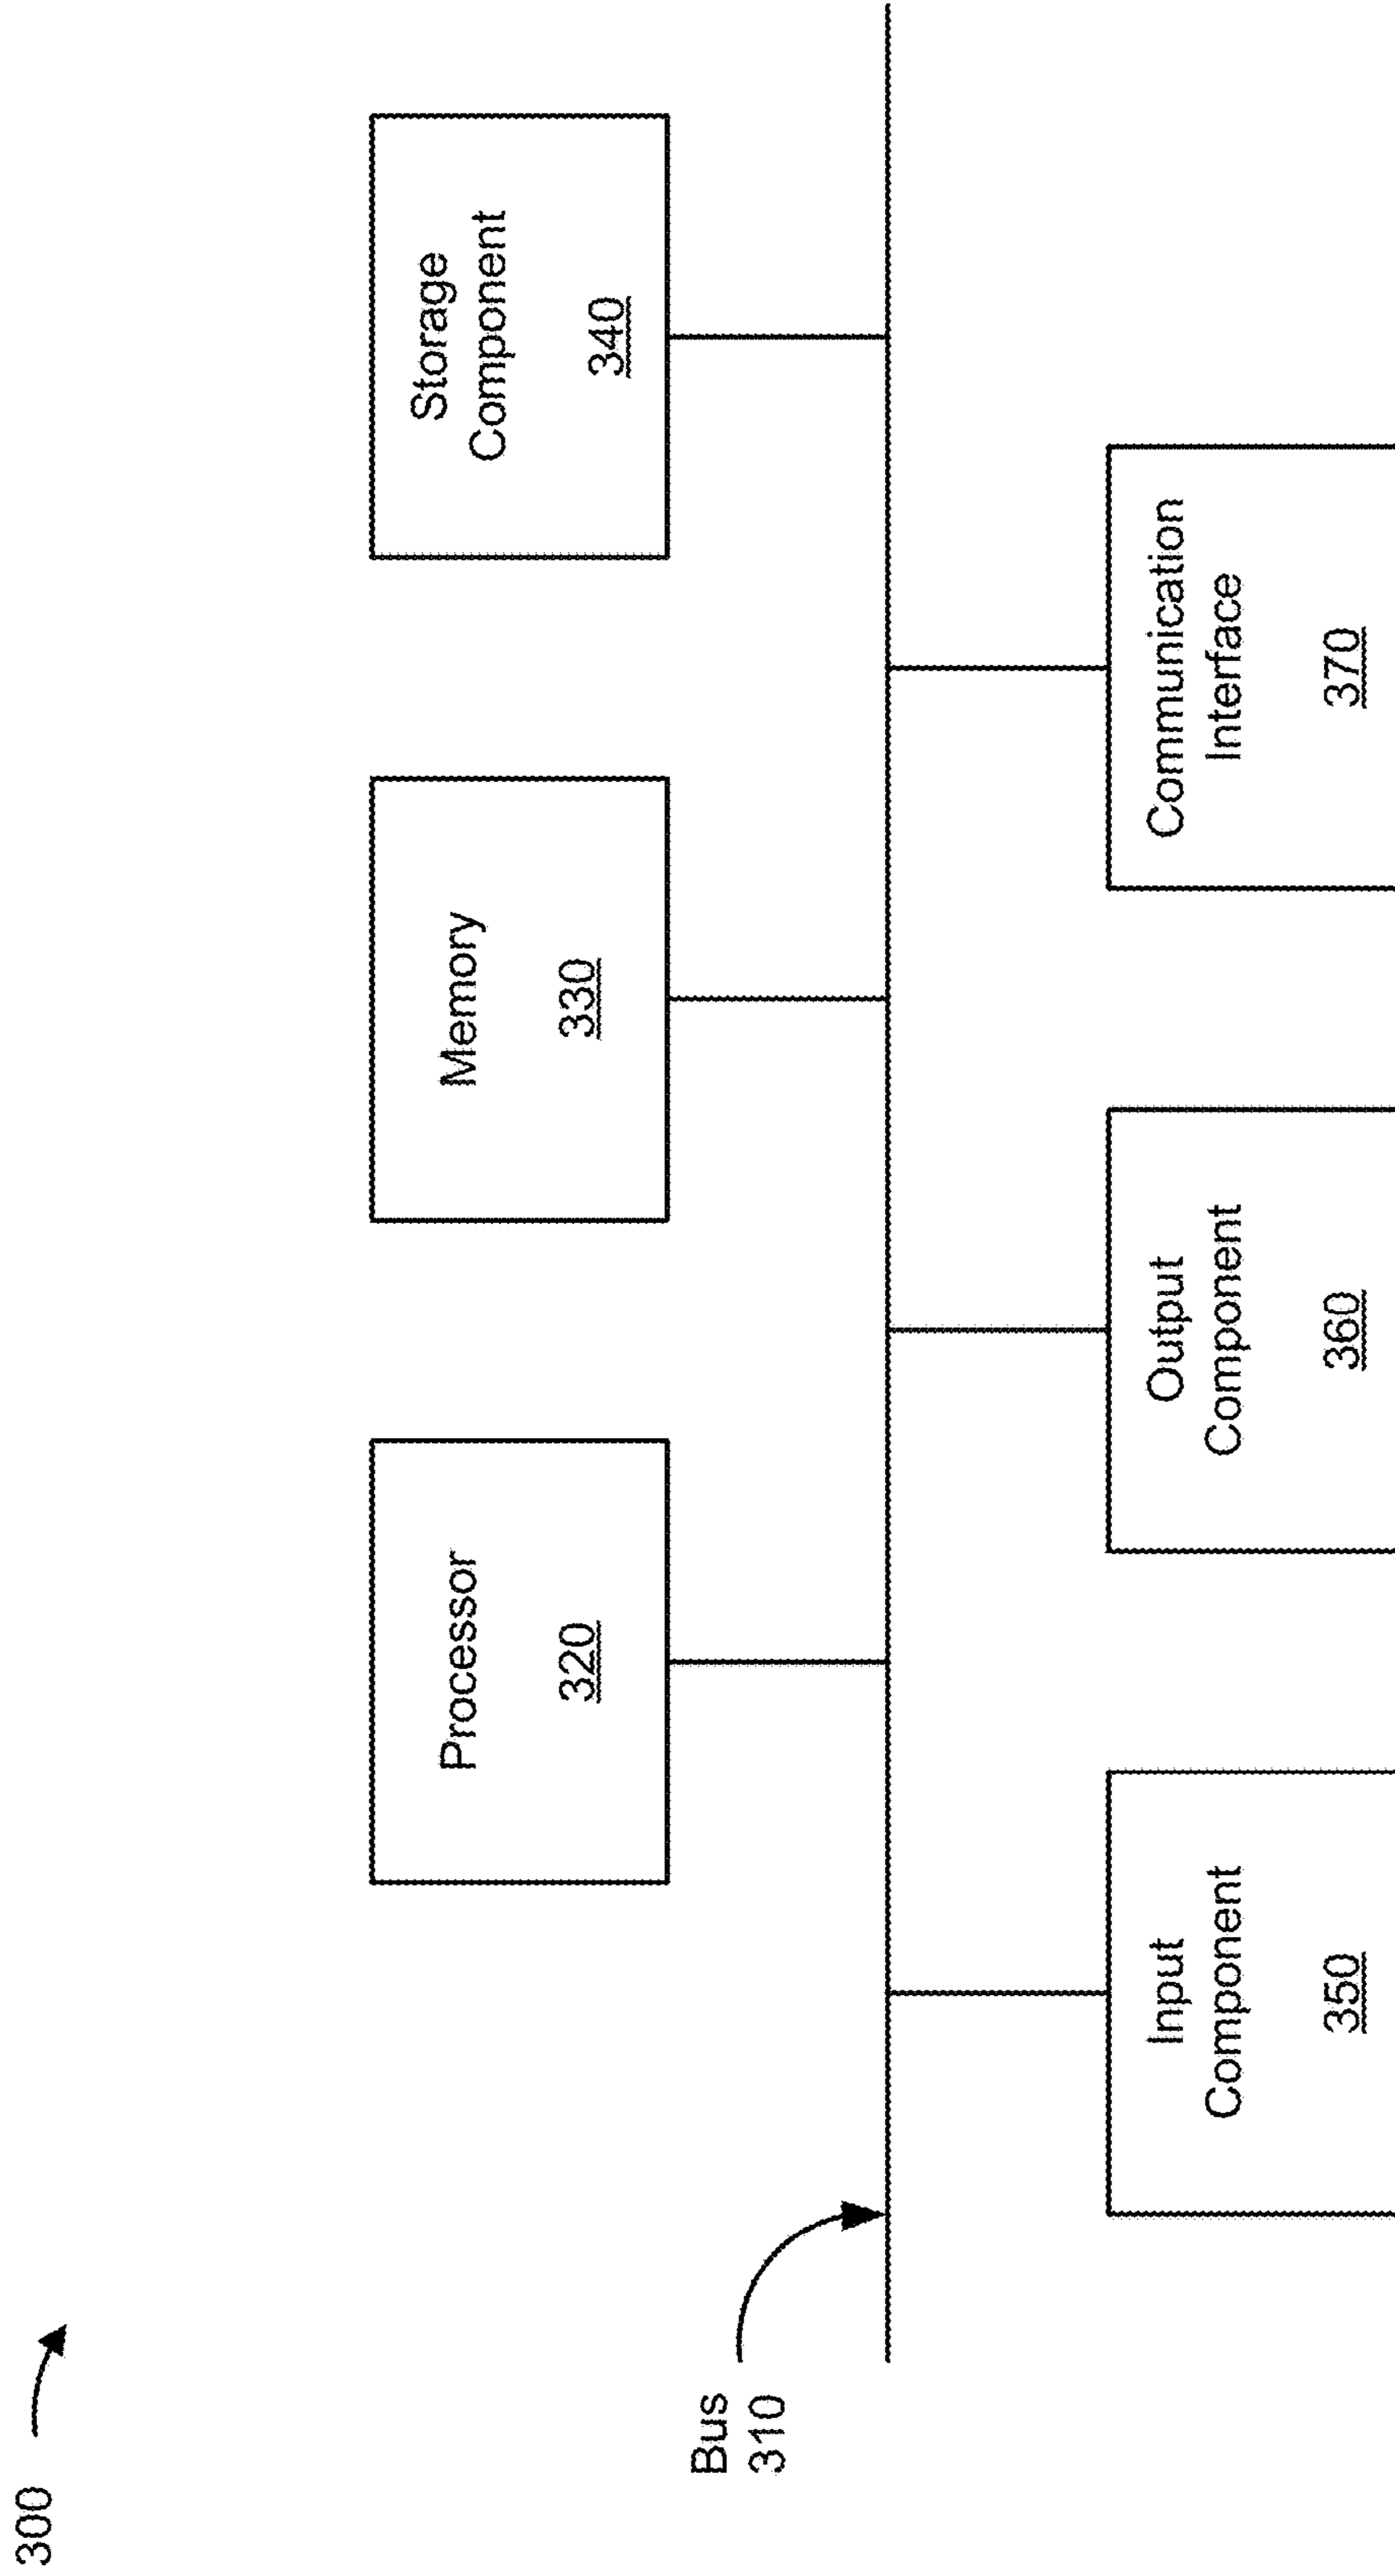 300
Processor
320
Memory
330
Storage
Component
340
Bus
310
Input
Component
350
Output
Component
360
Communication
Interface
370